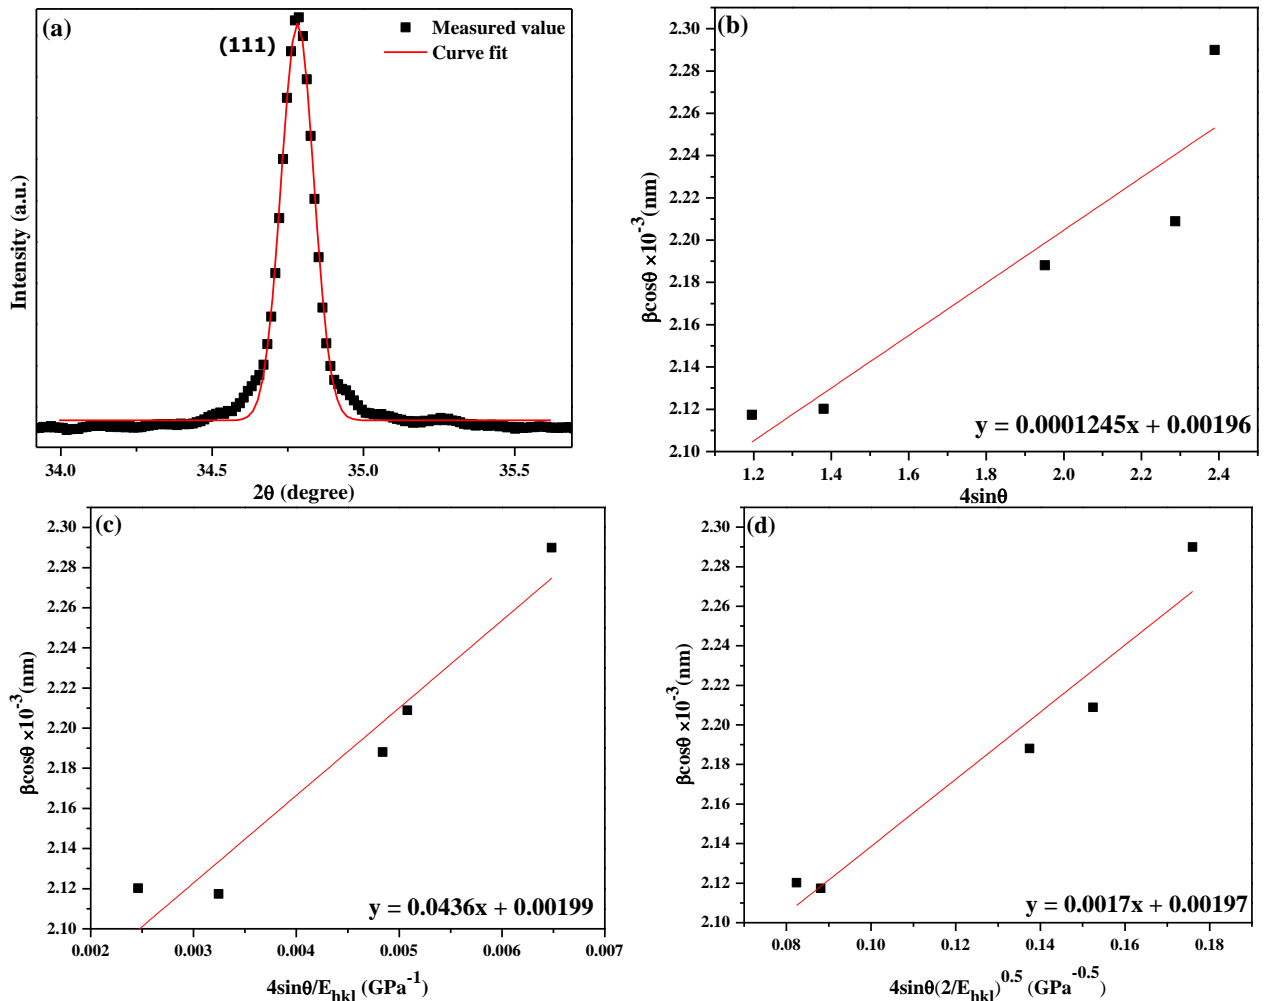 (a)
(111)
Measured value
Curve fit
Intensity (a.u.)
34.0 34.5 35.0 35.5
2θ (degree)
(b)
2.30
2.28
2.26
2.24
2.22
2.20
2.18
2.16
2.14
2.12
2.10
βcosθ ×10⁻³(nm)
y = 0.0001245x + 0.00196
1.2 1.4 1.6 1.8 2.0 2.2 2.4
4sinθ
(c)
2.30
2.28
2.26
2.24
2.22
2.20
2.18
2.16
2.14
2.12
2.10
βcosθ ×10⁻³(nm)
y = 0.0436x + 0.00199
0.002 0.003 0.004 0.005 0.006 0.007
4sinθ/E_hkl (GPa⁻¹)
(d)
2.30
2.28
2.26
2.24
2.22
2.20
2.18
2.16
2.14
2.12
2.10
βcosθ ×10⁻³(nm)
y = 0.0017x + 0.00197
0.08 0.10 0.12 0.14 0.16 0.18
4sinθ(2/E_hkl)^0.5 (GPa^-0.5)